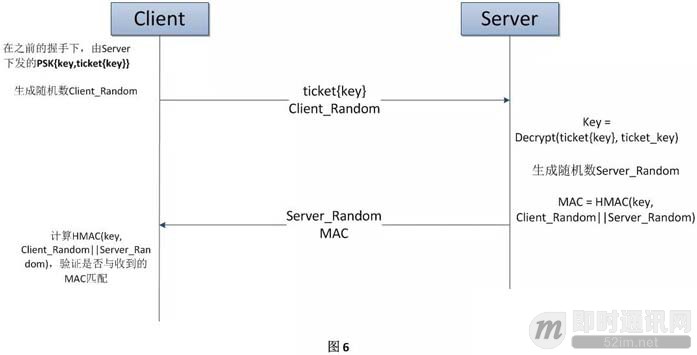 Client
Server
在之前的握手下，由Server
下发的PSK{key,ticket{key}}
生成随机数Client_Random
ticket{key}
Client_Random
Key =
Decrypt(ticket{key}, ticket_key)
生成随机数Server_Random
MAC = HMAC(key,
Client_Random||Server_Random)
Server_Random
MAC
计算HMAC(key,
Client_Random||Server_Ran
dom)，验证是否与收到的
MAC匹配
图 6
m 即时通讯网
52im.net